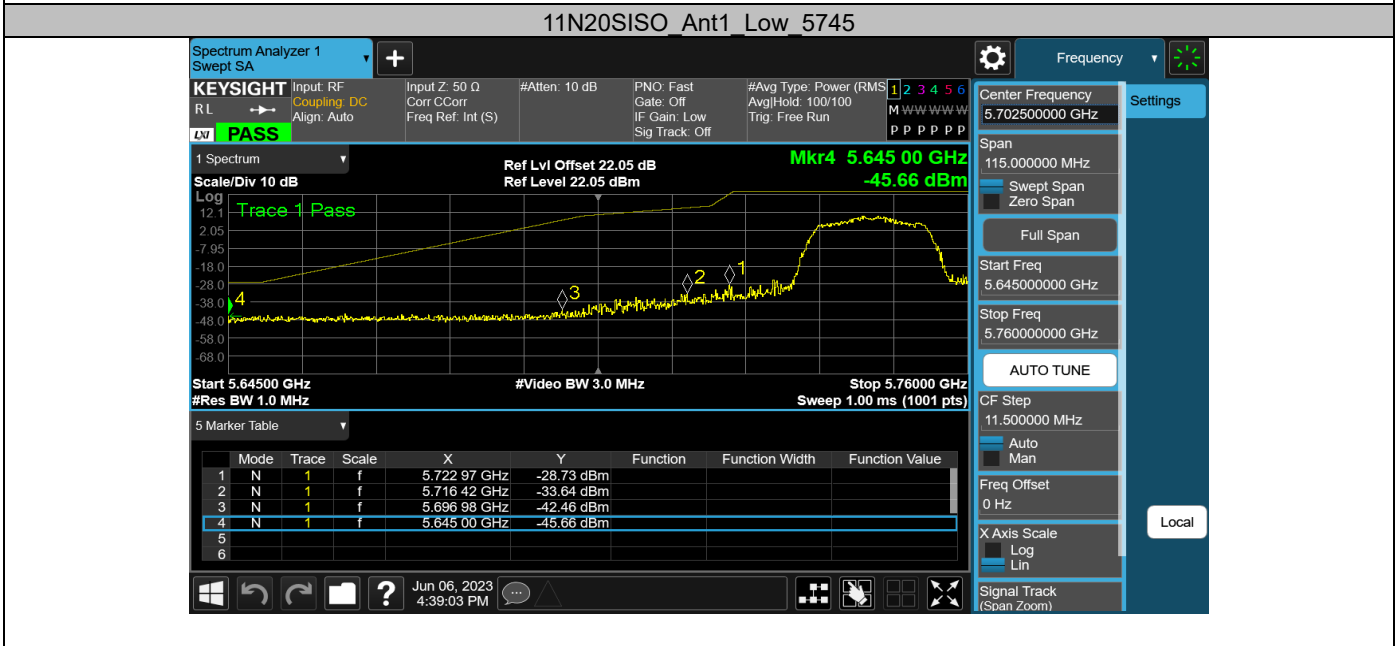 11N20SISO_Ant1_Low_5745
Spectrum Analyzer 1
Swept SA
Frequency
KEYSIGHT
Input: RF
Coupling: DC
Align: Auto
Input Z: 50 Ω
Corr CCorr
Freq Ref: Int (S)
#Atten: 10 dB
PNO: Fast
Gate: Off
IF Gain: Low
Sig Track: Off
#Avg Type: Power (RMS
Avg|Hold: 100/100
Trig: Free Run
1 2 3 4 5 6
M W W W W W
P P P P P P
R L
LXI
PASS
Center Frequency
5.702500000 GHz
Settings
Span
115.000000 MHz
Swept Span
Zero Span
Full Span
Start Freq
5.645000000 GHz
Stop Freq
5.760000000 GHz
AUTO TUNE
CF Step
11.500000 MHz
Auto
Man
Freq Offset
0 Hz
X Axis Scale
Log
Lin
Signal Track
(Span Zoom)
Local
1 Spectrum
Scale/Div 10 dB
Ref Lvl Offset 22.05 dB
Ref Level 22.05 dBm
Mkr4 5.645 00 GHz
-45.66 dBm
Log
Trace 1 Pass
12.1
2.05
-7.95
-18.0
-28.0
-38.0
-48.0
-58.0
-68.0
4
3
2
1
Start 5.64500 GHz
#Res BW 1.0 MHz
#Video BW 3.0 MHz
Stop 5.76000 GHz
Sweep 1.00 ms (1001 pts)
5 Marker Table
Mode Trace Scale X Y Function Function Width Function Value
1 N 1 f 5.722 97 GHz -28.73 dBm
2 N 1 f 5.716 42 GHz -33.64 dBm
3 N 1 f 5.696 98 GHz -42.46 dBm
4 N 1 f 5.645 00 GHz -45.66 dBm
5
6
?
Jun 06, 2023
4:39:03 PM